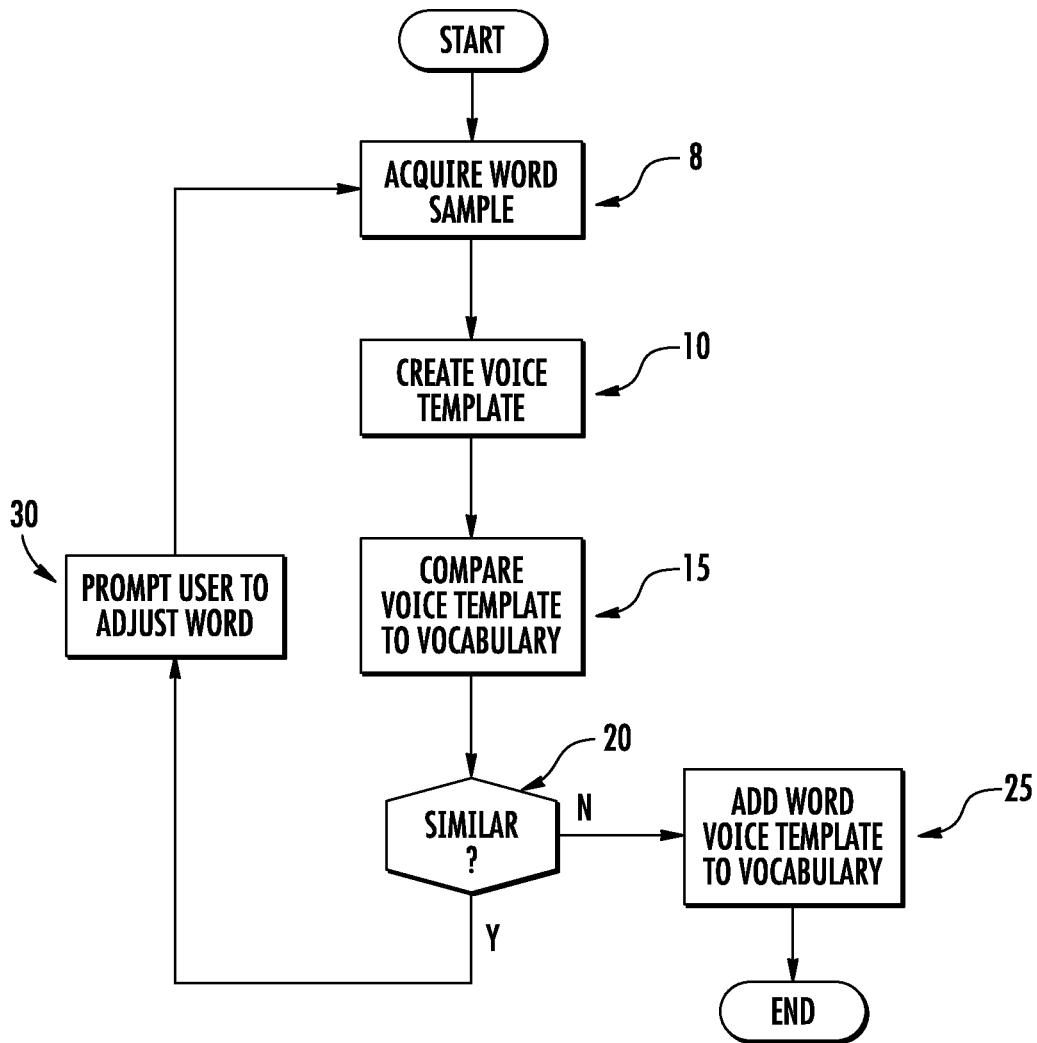 START
ACQUIRE WORD
SAMPLE
8
CREATE VOICE
TEMPLATE
10
COMPARE
VOICE TEMPLATE
TO VOCABULARY
15
30
PROMPT USER TO
ADJUST WORD
20
SIMILAR
?
N
Y
ADD WORD
VOICE TEMPLATE
TO VOCABULARY
25
END